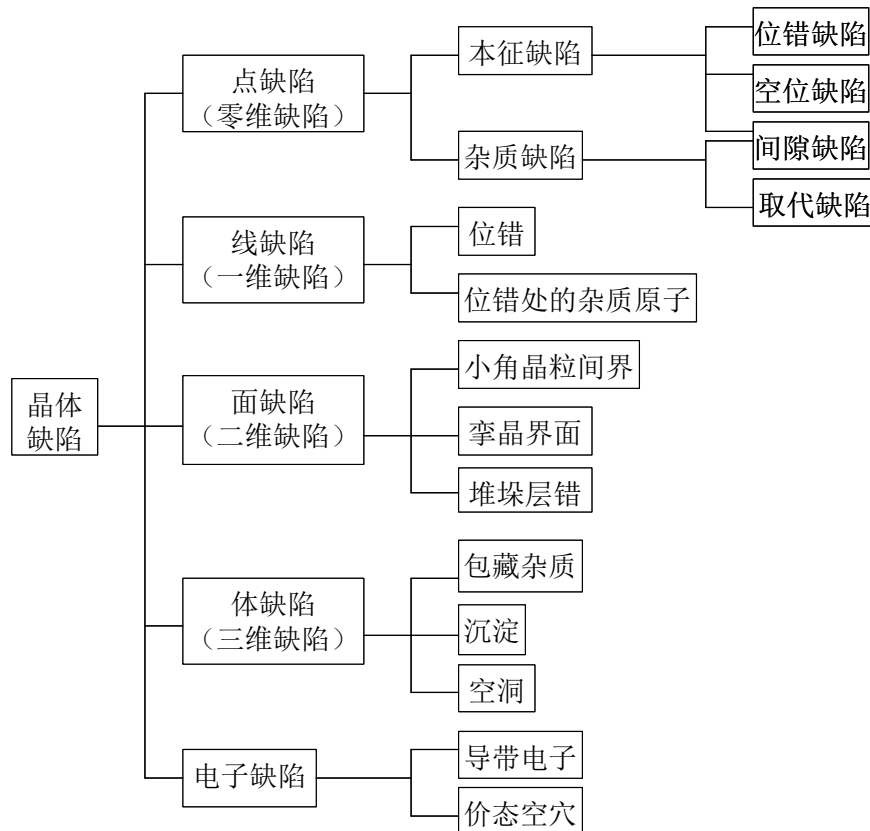 晶体
缺陷
点缺陷
（零维缺陷）
本征缺陷
位错缺陷
空位缺陷
间隙缺陷
杂质缺陷
取代缺陷
线缺陷
（一维缺陷）
位错
位错处的杂质原子
面缺陷
（二维缺陷）
小角晶粒间界
孪晶界面
堆垛层错
体缺陷
（三维缺陷）
包藏杂质
沉淀
空洞
电子缺陷
导带电子
价态空穴